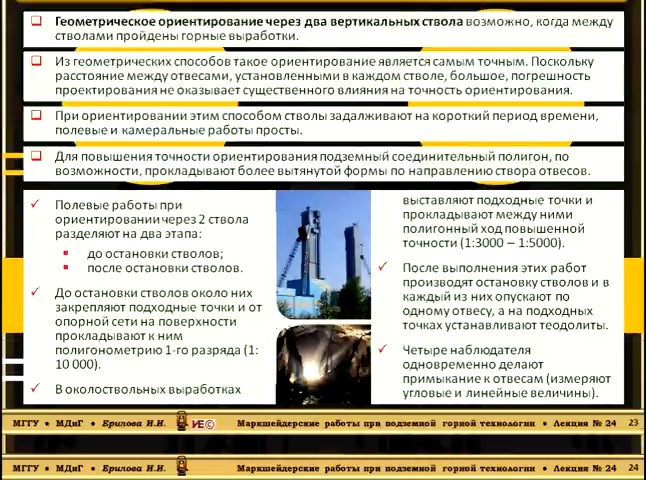 Геометрическое ориентирование через два вертикальных ствола возможно, когда между
стволами пройдены горные выработки.
Из геометрических способов такое ориентирование является самым точным. Поскольку
расстояние между отвесами, установленными в каждом стволе, большое, погрешность
проектирования не оказывает существенного влияния на точность ориентирования.
При ориентировании этим способом стволы задалживают на короткий период времени,
полевые и камеральные работы просты.
Для повышения точности ориентирования подземный соединительный полигон, по
возможности, прокладывают более вытянутой формы по направлению створа отвесов.
Полевые работы при
ориентировании через 2 ствола
разделяют на два этапа:
до остановки стволов;
после остановки стволов.
До остановки стволов около них
закрепляют подходные точки и от
опорной сети на поверхности
прокладывают к ним
полигонометрию 1-го разряда (1:
10 000).
В околоствольных выработках
выставляют подходные точки и
прокладывают между ними
полигонный ход повышенной
точности (1:3000 – 1:5000).
После выполнения этих работ
производят остановку стволов и в
каждый из них опускают по
одному отвесу, а на подходных
точках устанавливают теодолиты.
Четыре наблюдателя
одновременно делают
примыкание к отвесам (измеряют
угловые и линейные величины).
МГГУ • МДиГ • Ерилова И.И. ИЕ© Маркшейдерские работы при подземной горной технологии • Лекция № 24 23
МГГУ • МДиГ • Ерилова И.И. Маркшейдерские работы при подземной горной технологии • Лекция № 24 24